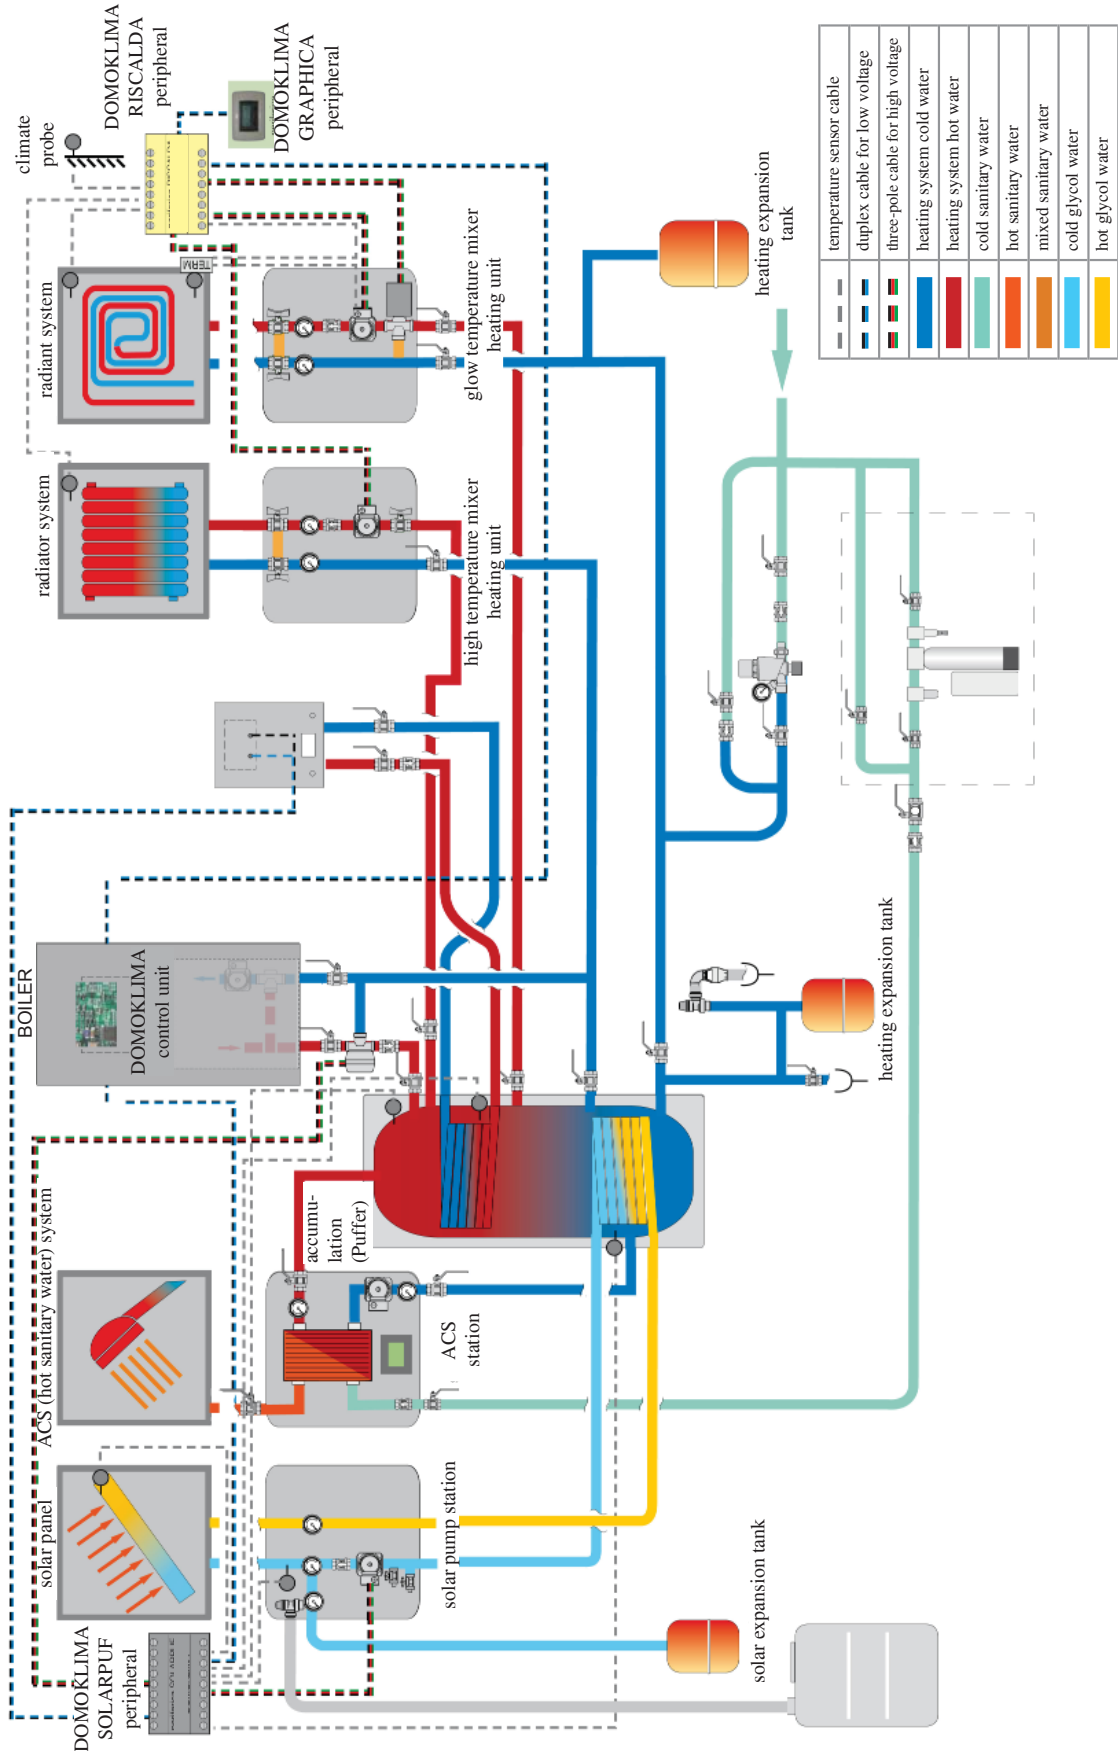 DOMOKLIMA
SOLARPUF
peripheral
solar panel
ACS (hot sanitary water) system
BOILER
DOMOKLIMA
control unit
radiator system
radiant system
climate
probe
DOMOKLIMA
RISCALDA
peripheral
DOMOKLIMA
GRAPHICA
peripheral
TERM
solar pump station
ACS
station
accumu-
lation
(Puffer)
high temperature mixer
heating unit
glow temperature mixer
heating unit
solar expansion tank
heating expansion tank
heating expansion
tank
temperature sensor cable
duplex cable for low voltage
three-pole cable for high voltage
heating system cold water
heating system hot water
cold sanitary water
hot sanitary water
mixed sanitary water
cold glycol water
hot glycol water